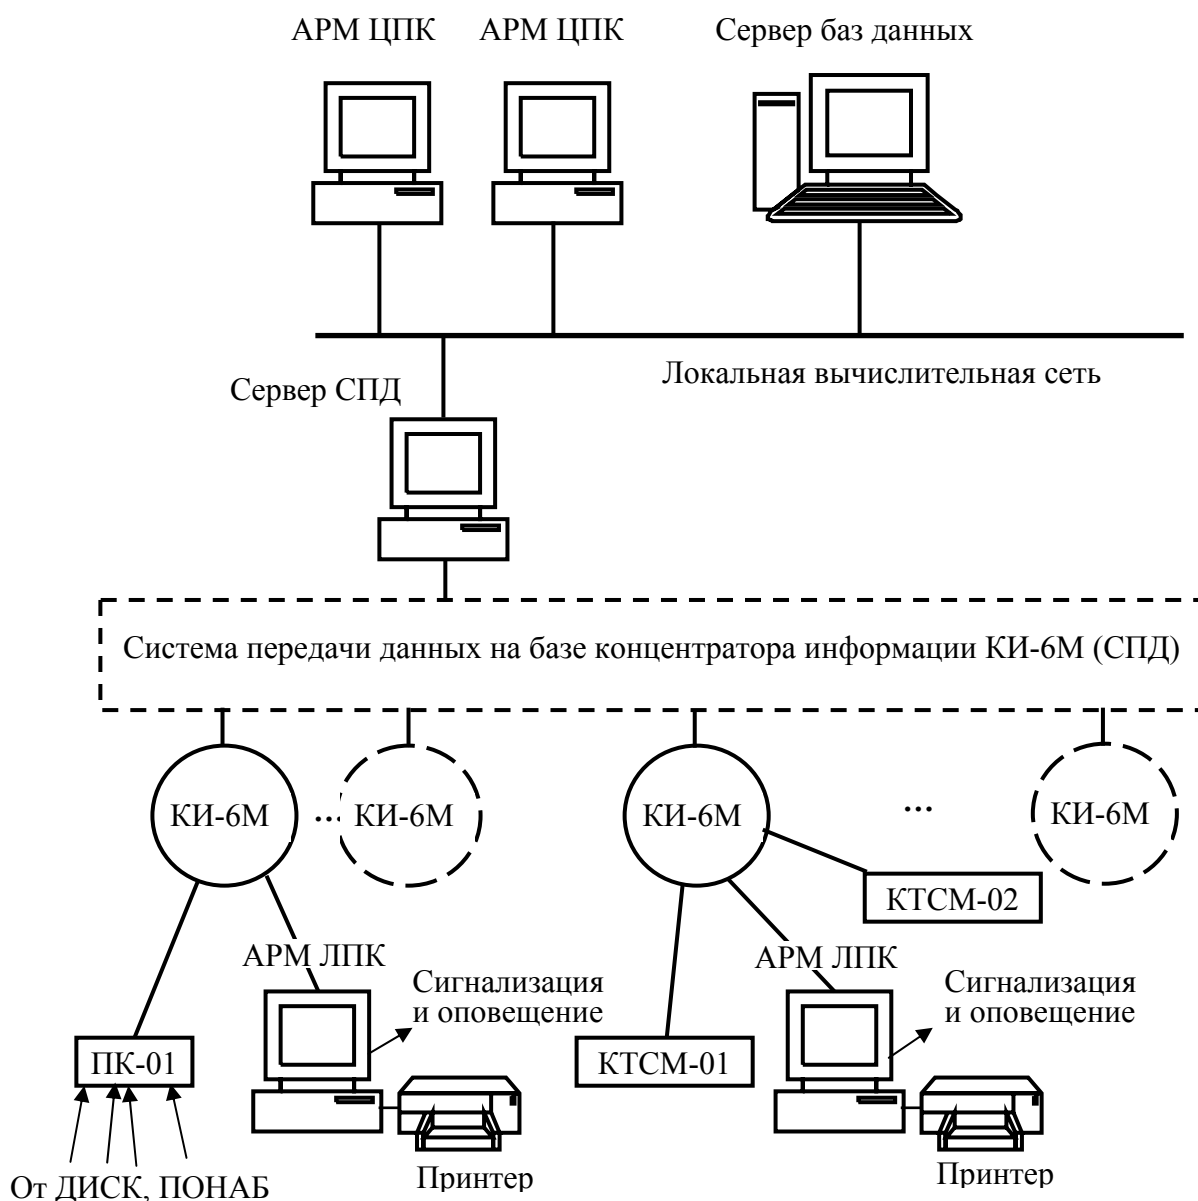 АРМ ЦПК АРМ ЦПК Сервер баз данных
Локальная вычислительная сеть
Сервер СПД
Система передачи данных на базе концентратора информации КИ-6М (СПД)
КИ-6М ... КИ-6М КИ-6М ... КИ-6М
КТСМ-02
АРМ ЛПК АРМ ЛПК
Сигнализация Сигнализация
и оповещение и оповещение
ПК-01 КТСМ-01
Принтер Принтер
От ДИСК, ПОНАБ